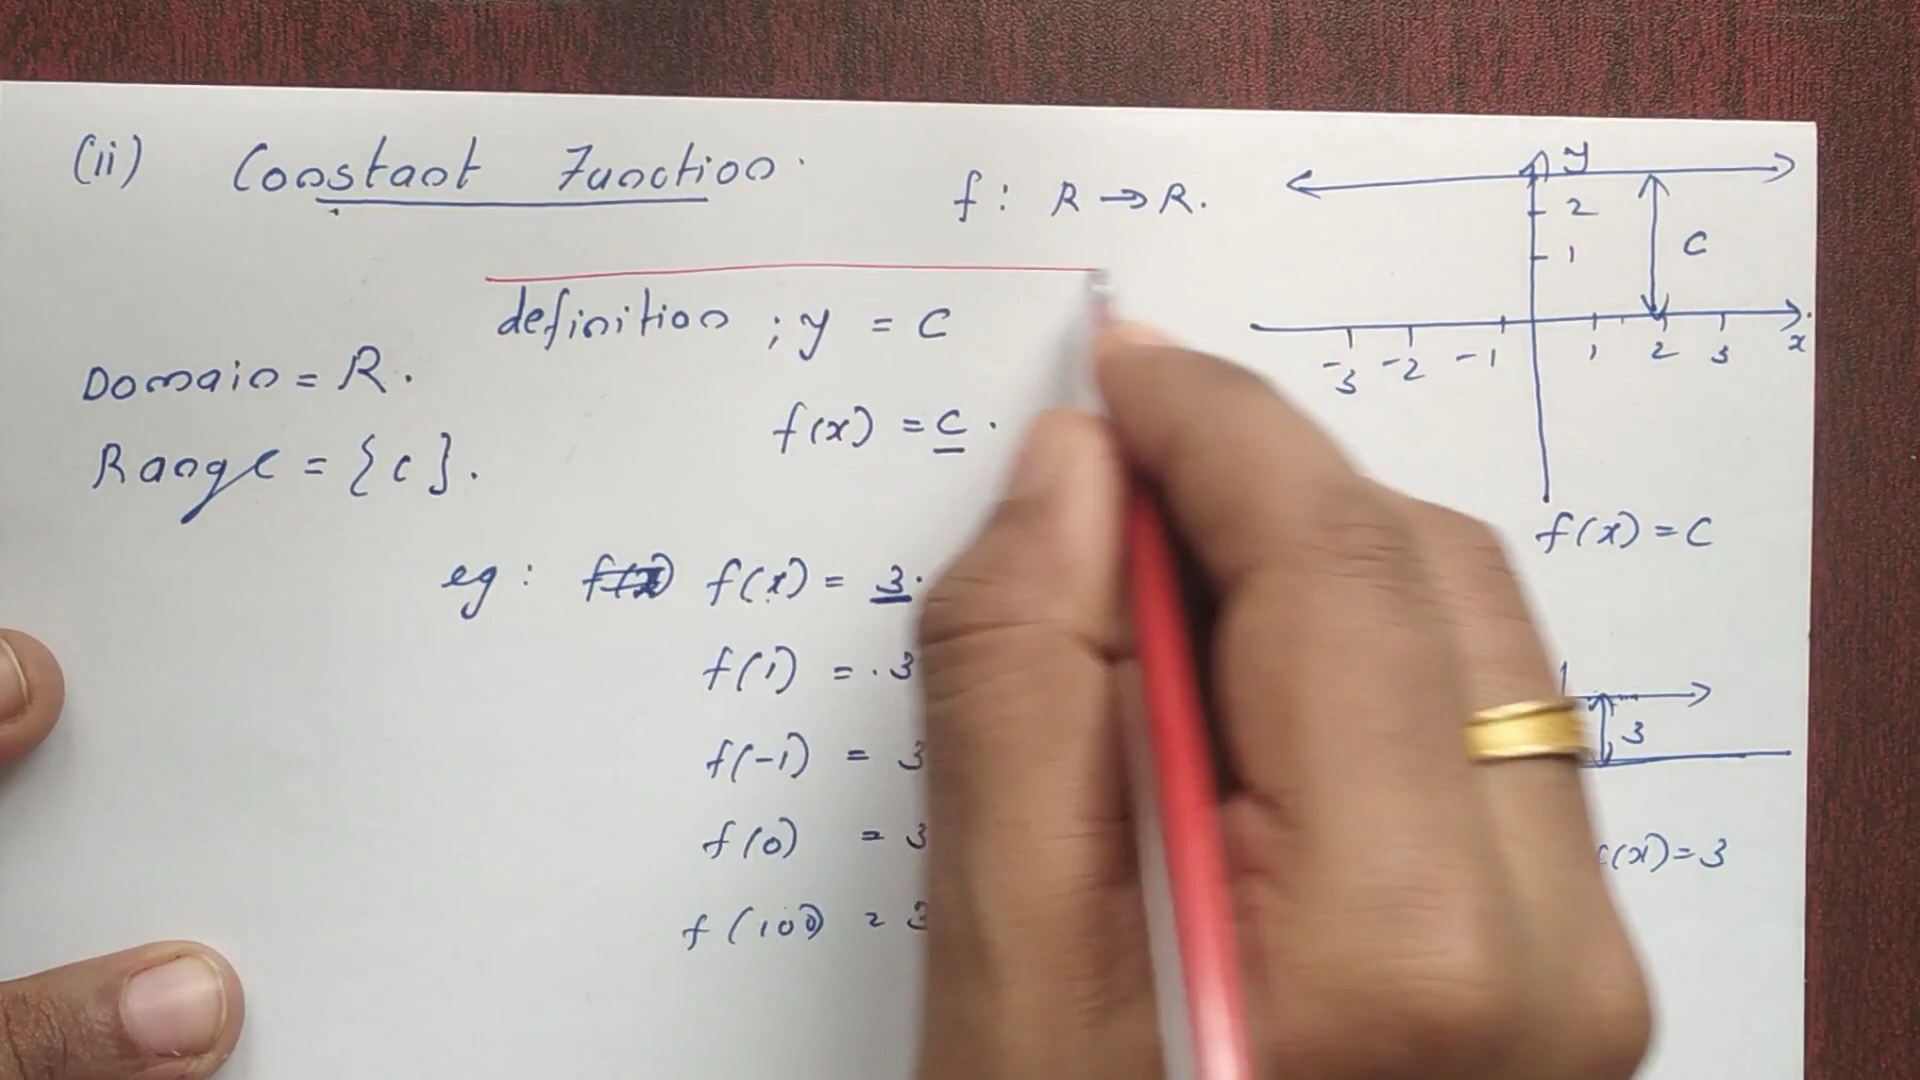 (ii) Constant Function.
f : R → R.
definition ; y = C
f(x) = C .
Domain = R .
Range = {c} .
eg : f(x) = 3 .
f(1) = . 3
f(-1) = 3
f(0) = 3
f(100) = 3
y
2
1
C
-3 -2 -1 1 2 3 x
f(x) = C
3
(x) = 3